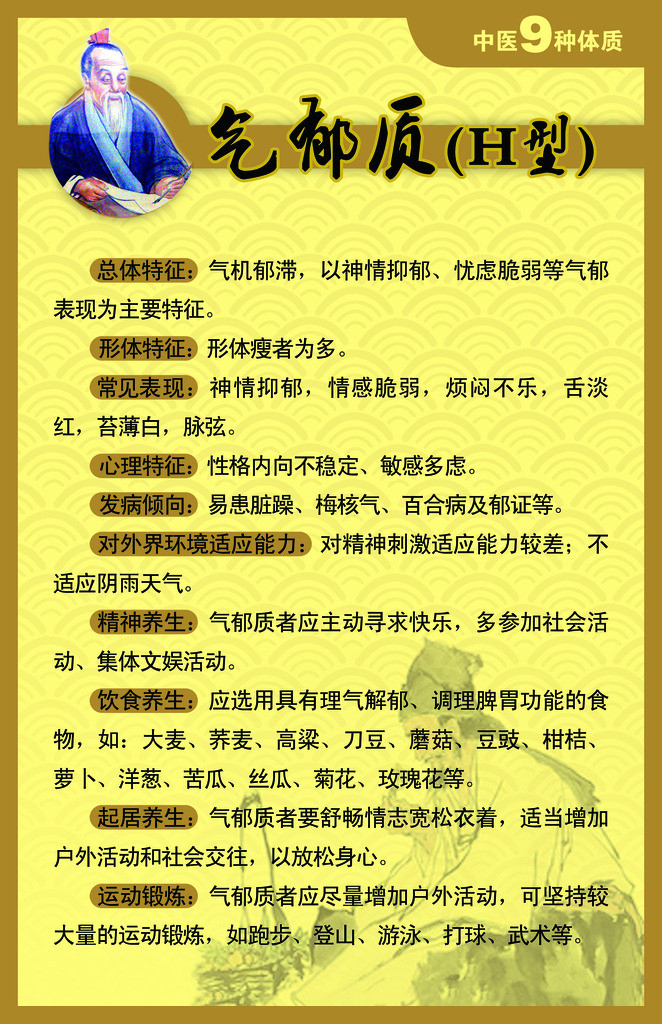 中医9种体质
气郁质(H型)
总体特征：气机郁滞，以神情抑郁、忧虑脆弱等气郁
表现为主要特征。
形体特征：形体瘦者为多。
常见表现：神情抑郁，情感脆弱，烦闷不乐，舌淡
红，苔薄白，脉弦。
心理特征：性格内向不稳定、敏感多虑。
发病倾向：易患脏躁、梅核气、百合病及郁证等。
对外界环境适应能力：对精神刺激适应能力较差；不
适应阴雨天气。
精神养生：气郁质者应主动寻求快乐，多参加社会活
动、集体文娱活动。
饮食养生：应选用具有理气解郁、调理脾胃功能的食
物，如：大麦、荞麦、高粱、刀豆、蘑菇、豆豉、柑桔、
萝卜、洋葱、苦瓜、丝瓜、菊花、玫瑰花等。
起居养生：气郁质者要舒畅情志宽松衣着，适当增加
户外活动和社会交往，以放松身心。
运动锻炼：气郁质者应尽量增加户外活动，可坚持较
大量的运动锻炼，如跑步、登山、游泳、打球、武术等。